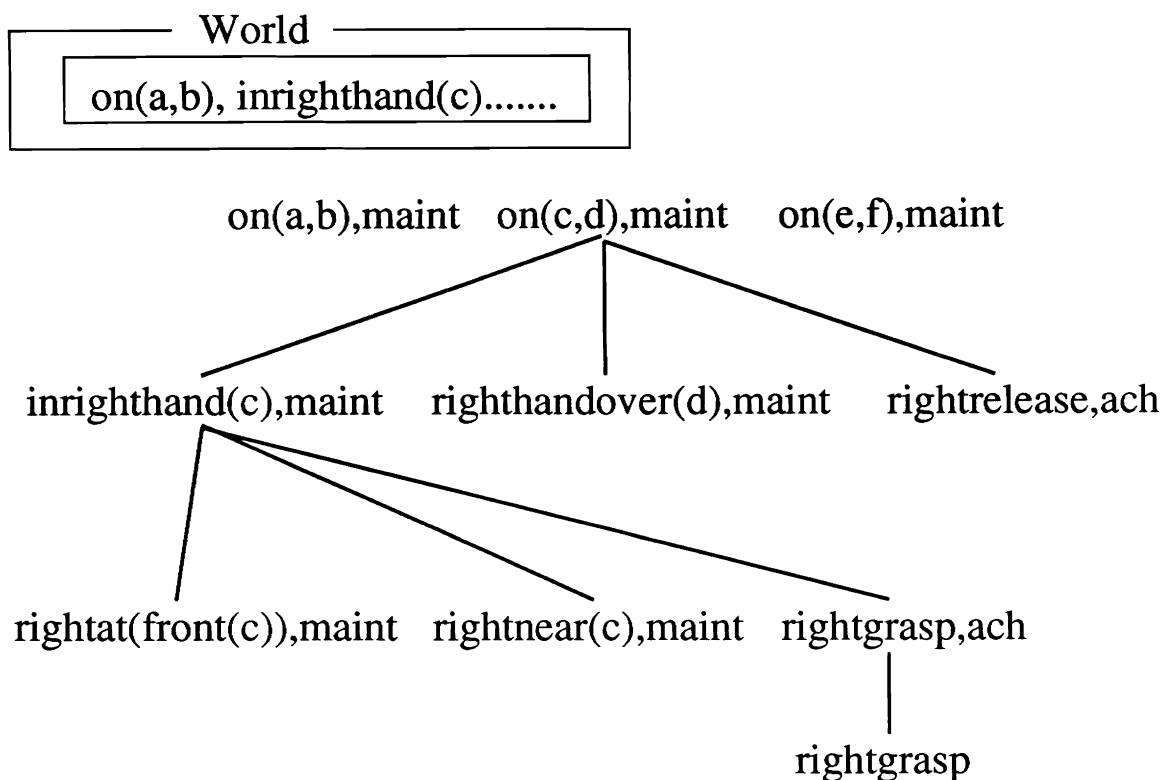 World
on(a,b), inrighthand(c).......
on(a,b),maint on(c,d),maint on(e,f),maint
inrighthand(c),maint righthandover(d),maint rightrelease,ach
rightat(front(c)),maint rightnear(c),maint rightgrasp,ach
rightgrasp